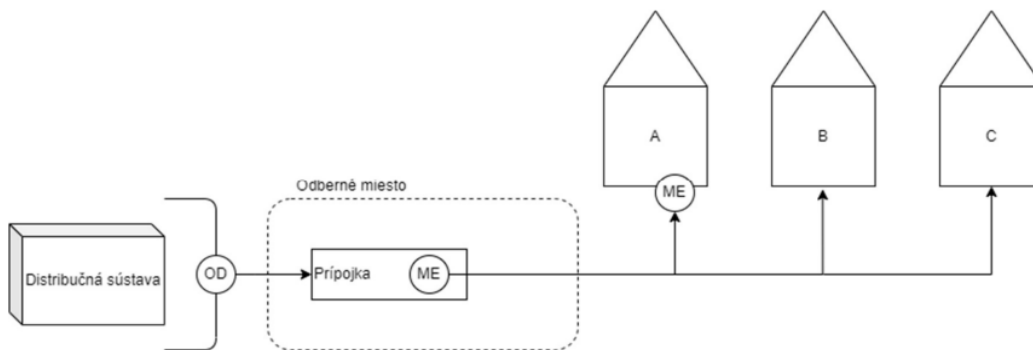 A
B
C
ME
Odberné miesto
Distribučná sústava
OD
Prípojka
ME